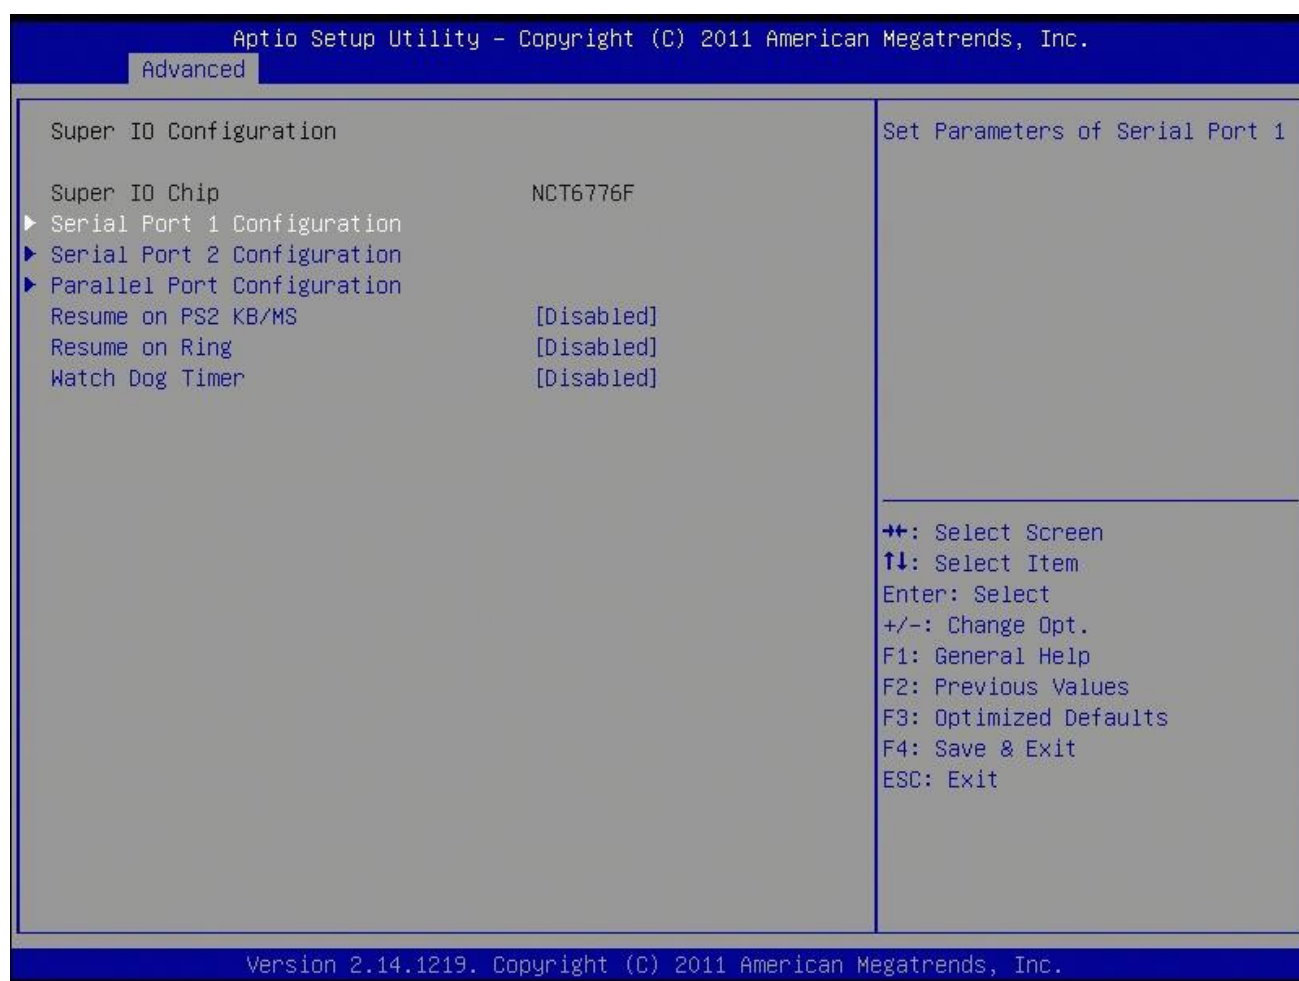 Aptio Setup Utility – Copyright (C) 2011 American Megatrends, Inc.
Advanced
Super IO Configuration
Super IO Chip NCT6776F
Serial Port 1 Configuration
Serial Port 2 Configuration
Parallel Port Configuration
Resume on PS2 KB/MS [Disabled]
Resume on Ring [Disabled]
Watch Dog Timer [Disabled]
Set Parameters of Serial Port 1
→←: Select Screen
↑↓: Select Item
Enter: Select
+/-: Change Opt.
F1: General Help
F2: Previous Values
F3: Optimized Defaults
F4: Save & Exit
ESC: Exit
Version 2.14.1219. Copyright (C) 2011 American Megatrends, Inc.